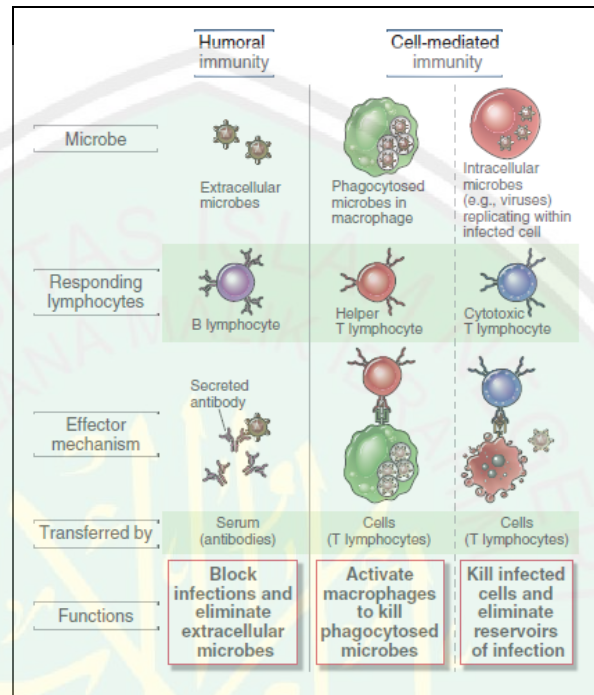 Humoral
immunity
Cell-mediated
immunity
Microbe
Extracellular
microbes
Phagocytosed
microbes in
macrophage
Intracellular
microbes
(e.g., viruses)
replicating within
infected cell
Responding
lymphocytes
B lymphocyte
Helper
T lymphocyte
Cytotoxic
T lymphocyte
Effector
mechanism
Secreted
antibody
Transferred by
Serum
(antibodies)
Cells
(T lymphocytes)
Cells
(T lymphocytes)
Functions
Block
infections and
eliminate
extracellular
microbes
Activate
macrophages
to kill
phagocytosed
microbes
Kill infected
cells and
eliminate
reservoirs
of infection